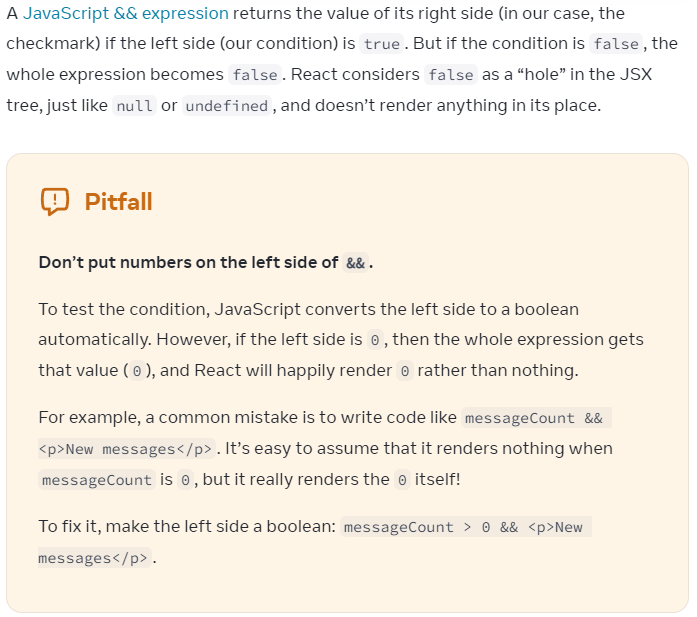 A JavaScript && expression returns the value of its right side (in our case, the
checkmark) if the left side (our condition) is true. But if the condition is false, the
whole expression becomes false. React considers false as a “hole” in the JSX
tree, just like null or undefined, and doesn’t render anything in its place.
Pitfall
Don’t put numbers on the left side of &&.
To test the condition, JavaScript converts the left side to a boolean
automatically. However, if the left side is 0, then the whole expression gets
that value (0), and React will happily render 0 rather than nothing.
For example, a common mistake is to write code like messageCount &&
<p>New messages</p>. It’s easy to assume that it renders nothing when
messageCount is 0, but it really renders the 0 itself!
To fix it, make the left side a boolean: messageCount > 0 && <p>New
messages</p>.